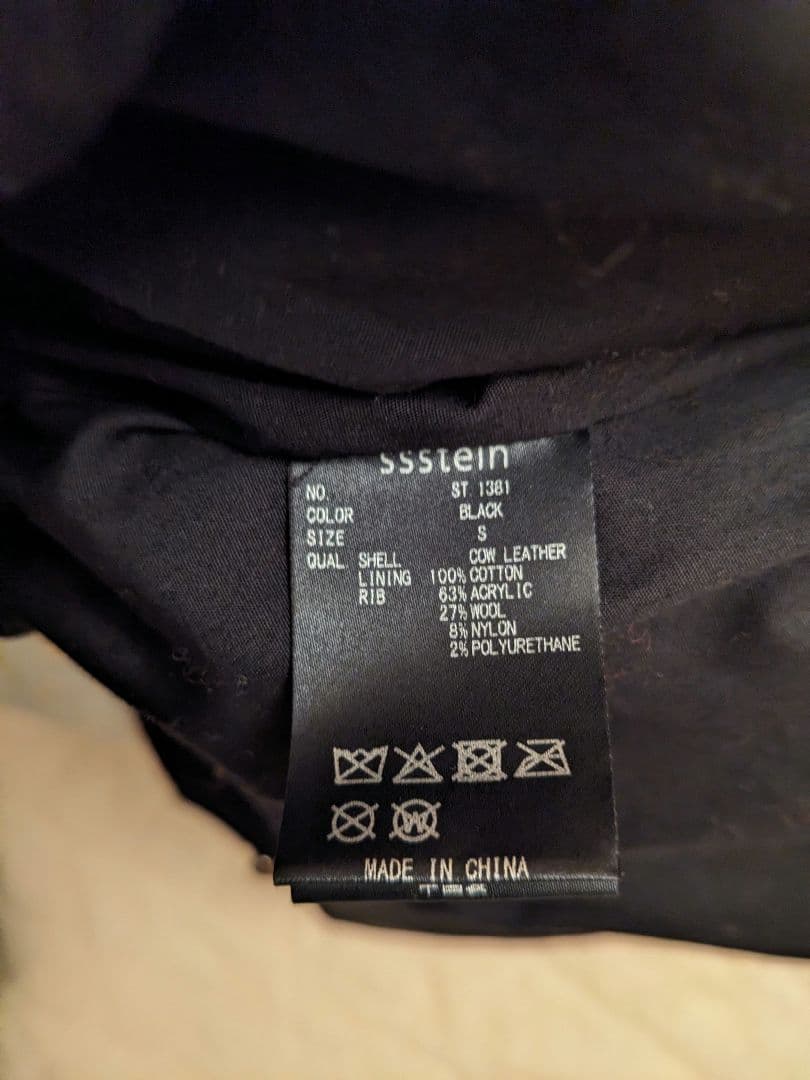 ssstein
NO. ST 1381
COLOR BLACK
SIZE S
QUAL SHELL COW LEATHER
LINING 100% COTTON
RIB 63% ACRYLIC
27% WOOL
8% NYLON
2% POLYURETHANE
W
MADE IN CHINA